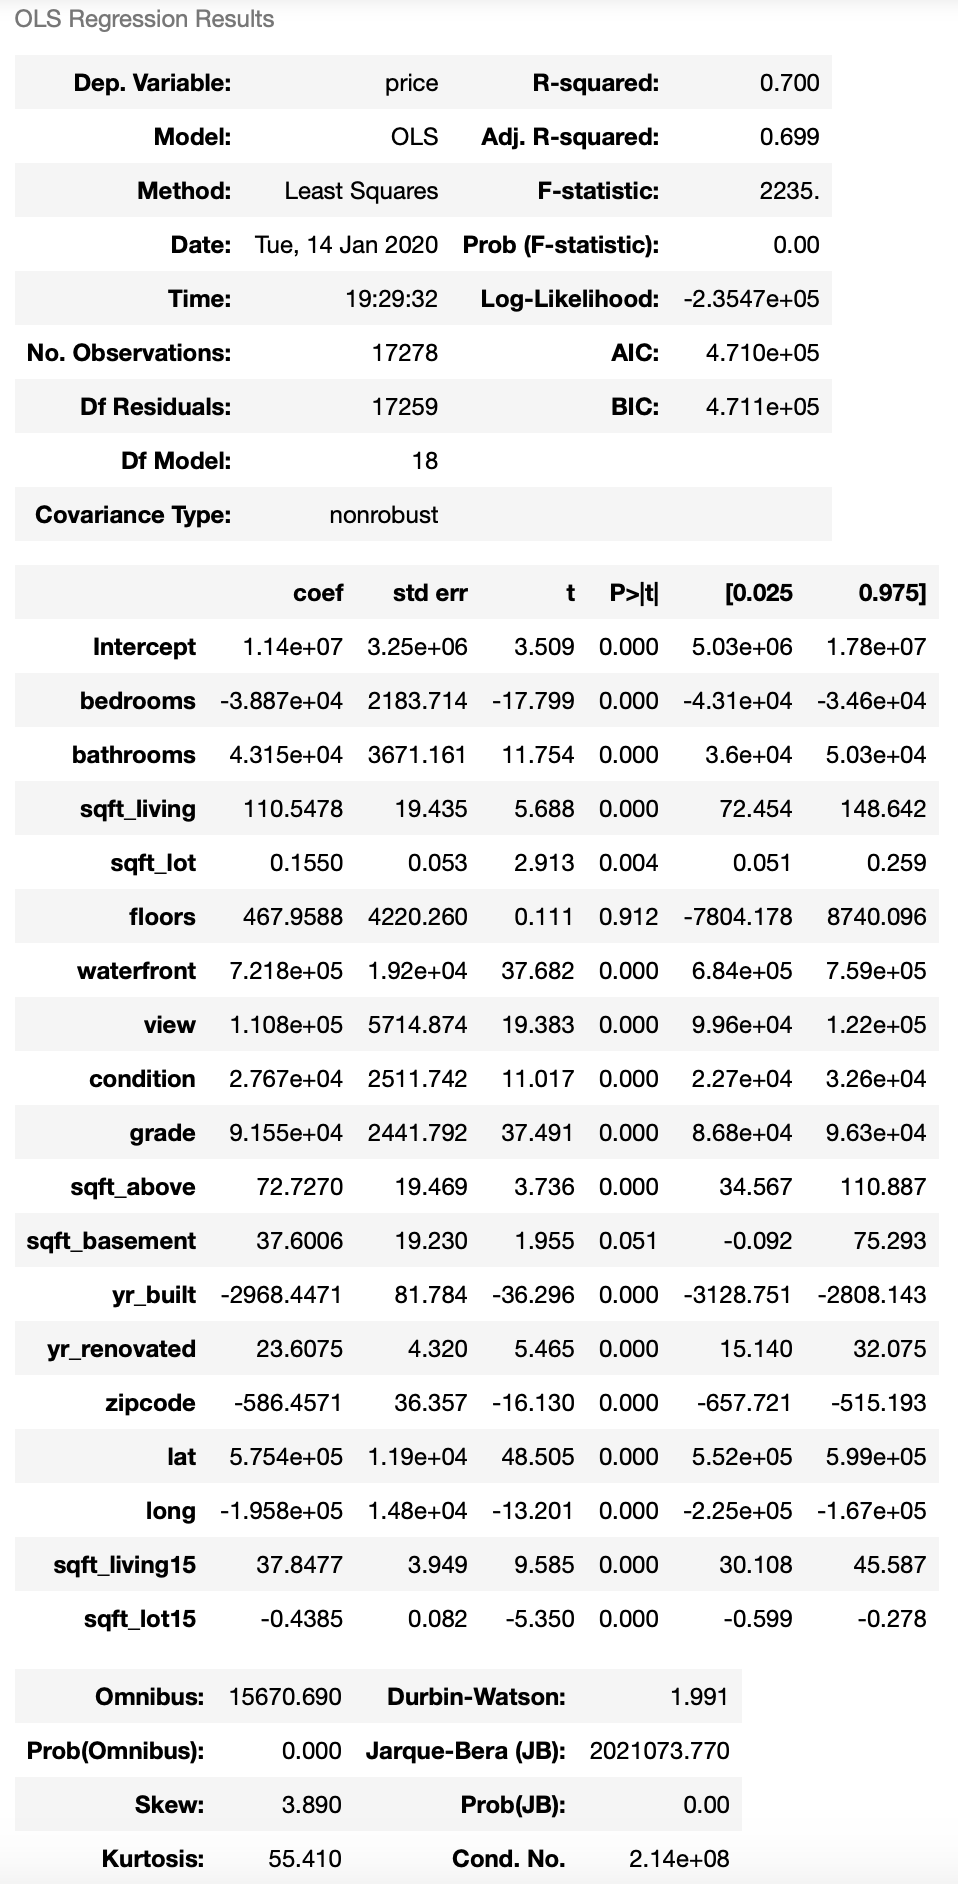 OLS Regression Results
Dep. Variable: price R-squared: 0.700
Model: OLS Adj. R-squared: 0.699
Method: Least Squares F-statistic: 2235.
Date: Tue, 14 Jan 2020 Prob (F-statistic): 0.00
Time: 19:29:32 Log-Likelihood: -2.3547e+05
No. Observations: 17278 AIC: 4.710e+05
Df Residuals: 17259 BIC: 4.711e+05
Df Model: 18
Covariance Type: nonrobust
coef std err t P>|t| [0.025 0.975]
Intercept 1.14e+07 3.25e+06 3.509 0.000 5.03e+06 1.78e+07
bedrooms -3.887e+04 2183.714 -17.799 0.000 -4.31e+04 -3.46e+04
bathrooms 4.315e+04 3671.161 11.754 0.000 3.6e+04 5.03e+04
sqft_living 110.5478 19.435 5.688 0.000 72.454 148.642
sqft_lot 0.1550 0.053 2.913 0.004 0.051 0.259
floors 467.9588 4220.260 0.111 0.912 -7804.178 8740.096
waterfront 7.218e+05 1.92e+04 37.682 0.000 6.84e+05 7.59e+05
view 1.108e+05 5714.874 19.383 0.000 9.96e+04 1.22e+05
condition 2.767e+04 2511.742 11.017 0.000 2.27e+04 3.26e+04
grade 9.155e+04 2441.792 37.491 0.000 8.68e+04 9.63e+04
sqft_above 72.7270 19.469 3.736 0.000 34.567 110.887
sqft_basement 37.6006 19.230 1.955 0.051 -0.092 75.293
yr_built -2968.4471 81.784 -36.296 0.000 -3128.751 -2808.143
yr_renovated 23.6075 4.320 5.465 0.000 15.140 32.075
zipcode -586.4571 36.357 -16.130 0.000 -657.721 -515.193
lat 5.754e+05 1.19e+04 48.505 0.000 5.52e+05 5.99e+05
long -1.958e+05 1.48e+04 -13.201 0.000 -2.25e+05 -1.67e+05
sqft_living15 37.8477 3.949 9.585 0.000 30.108 45.587
sqft_lot15 -0.4385 0.082 -5.350 0.000 -0.599 -0.278
Omnibus: 15670.690 Durbin-Watson: 1.991
Prob(Omnibus): 0.000 Jarque-Bera (JB): 2021073.770
Skew: 3.890 Prob(JB): 0.00
Kurtosis: 55.410 Cond. No. 2.14e+08